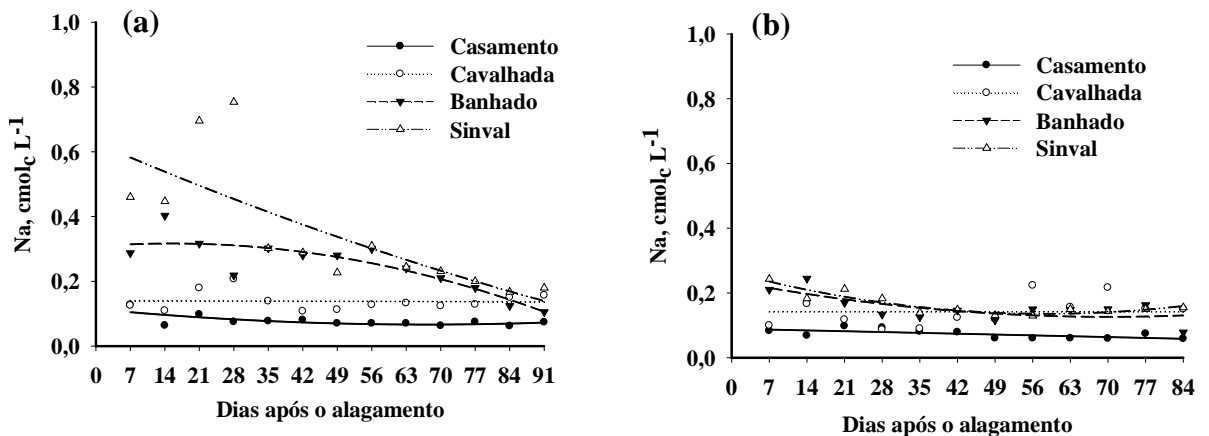 (a)
Casamento
Cavalhada
Banhado
Sinval
1,0
0,8
0,6
0,4
0,2
0,0
Na, cmolc L-1
0 7 14 21 28 35 42 49 56 63 70 77 84 91
Dias após o alagamento
(b)
Casamento
Cavalhada
Banhado
Sinval
1,0
0,8
0,6
0,4
0,2
0,0
Na, cmolc L-1
0 7 14 21 28 35 42 49 56 63 70 77 84
Dias após o alagamento